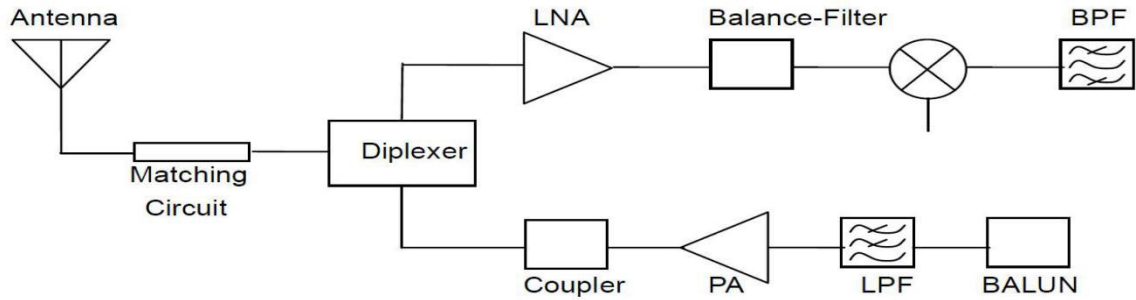 Antenna
LNA
Balance-Filter
BPF
Diplexer
Matching
Circuit
Coupler
PA
LPF
BALUN